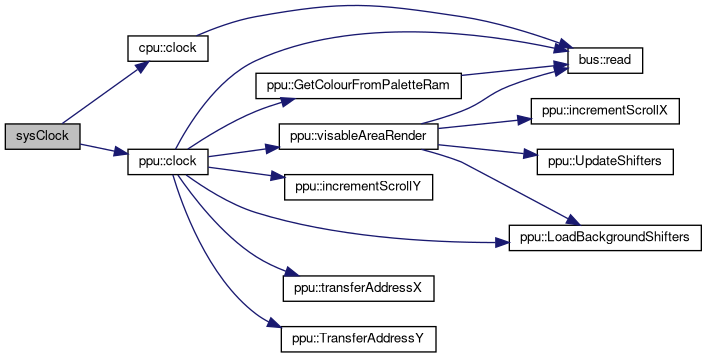 sysClock
cpu::clock
ppu::clock
ppu::GetColourFromPaletteRam
ppu::visableAreaRender
ppu::incrementScrollY
ppu::transferAddressX
ppu::TransferAddressY
bus::read
ppu::incrementScrollX
ppu::UpdateShifters
ppu::LoadBackgroundShifters